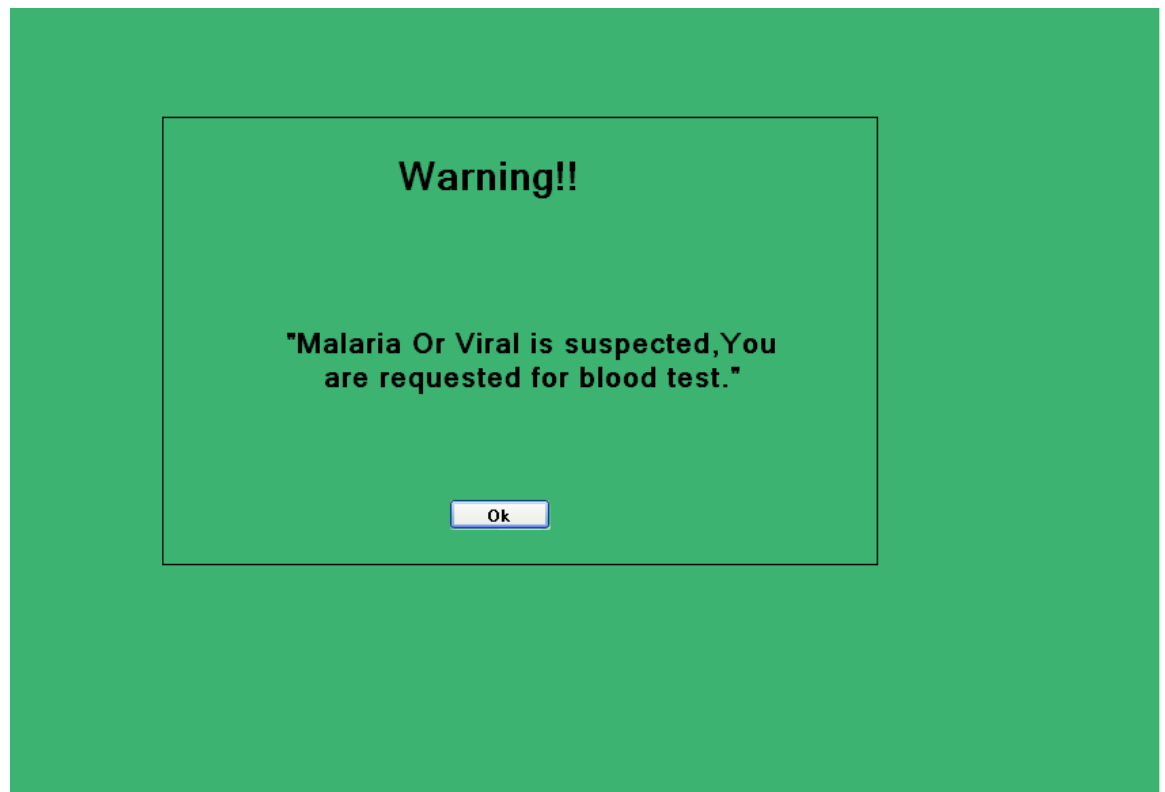 Warning!!
"Malaria Or Viral is suspected,You
are requested for blood test."
Ok